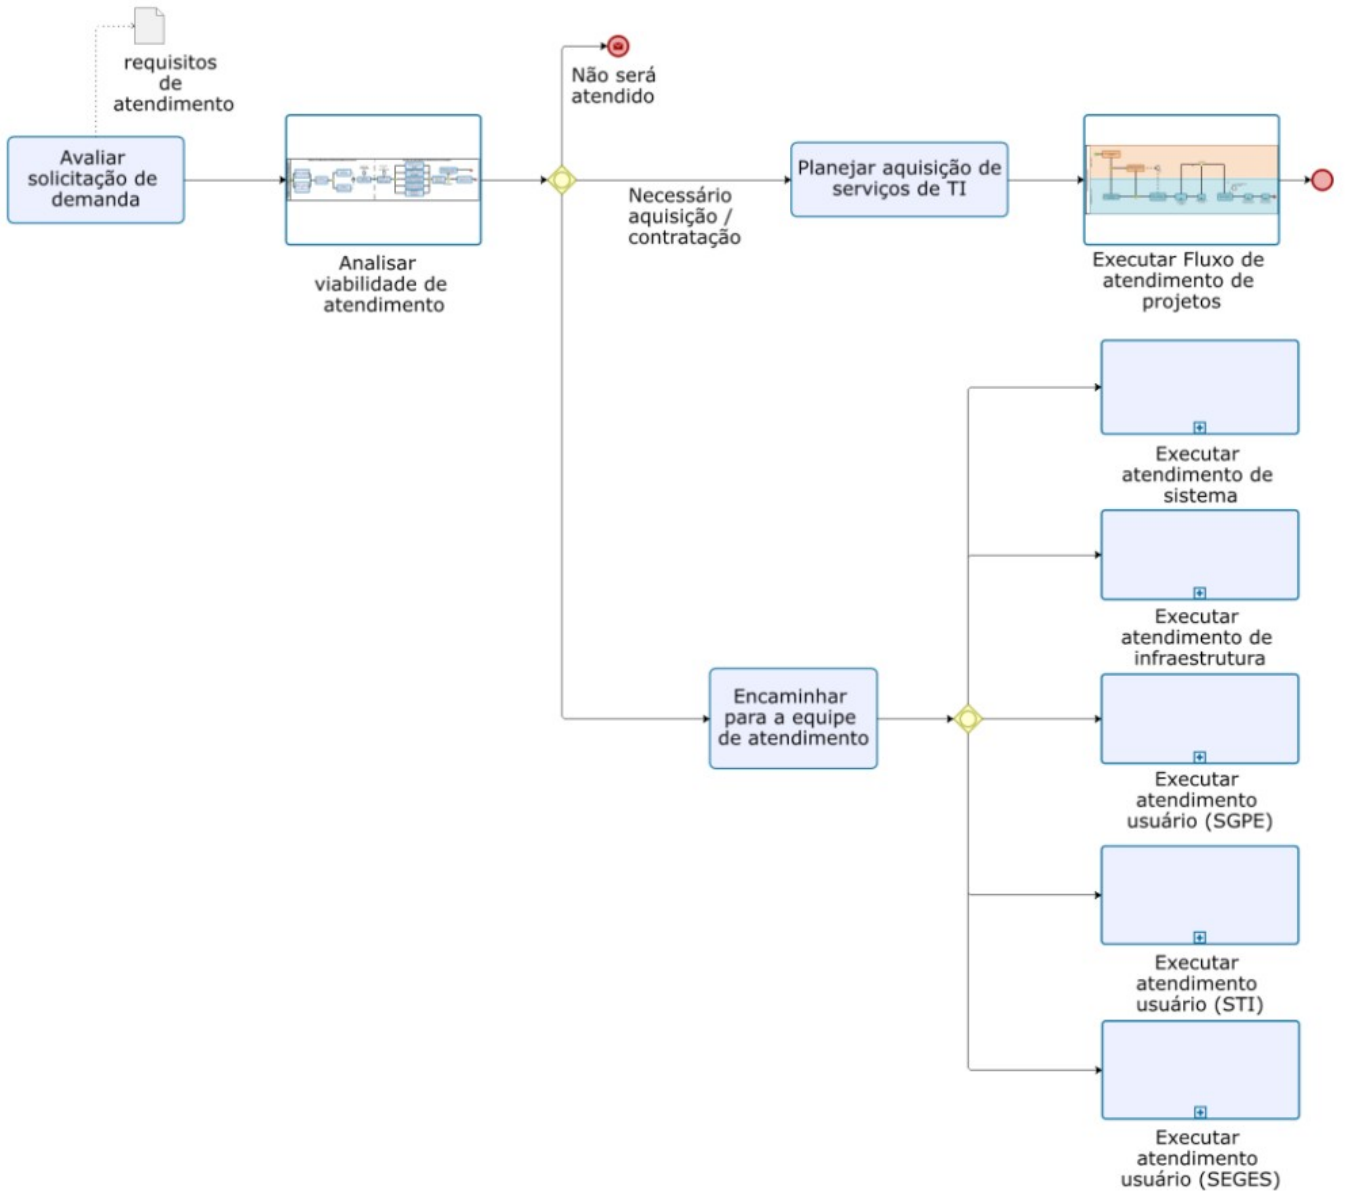 requisitos
de
atendimento
Avaliar
solicitação de
demanda
Analisar
viabilidade de
atendimento
Não será
atendido
Necessário
aquisição /
contratação
Planejar aquisição de
serviços de TI
Executar Fluxo de
atendimento de
projetos
Encaminhar
para a equipe
de atendimento
Executar
atendimento de
sistema
Executar
atendimento de
infraestrutura
Executar
atendimento
usuário (SGPE)
Executar
atendimento
usuário (STI)
Executar
atendimento
usuário (SEGES)